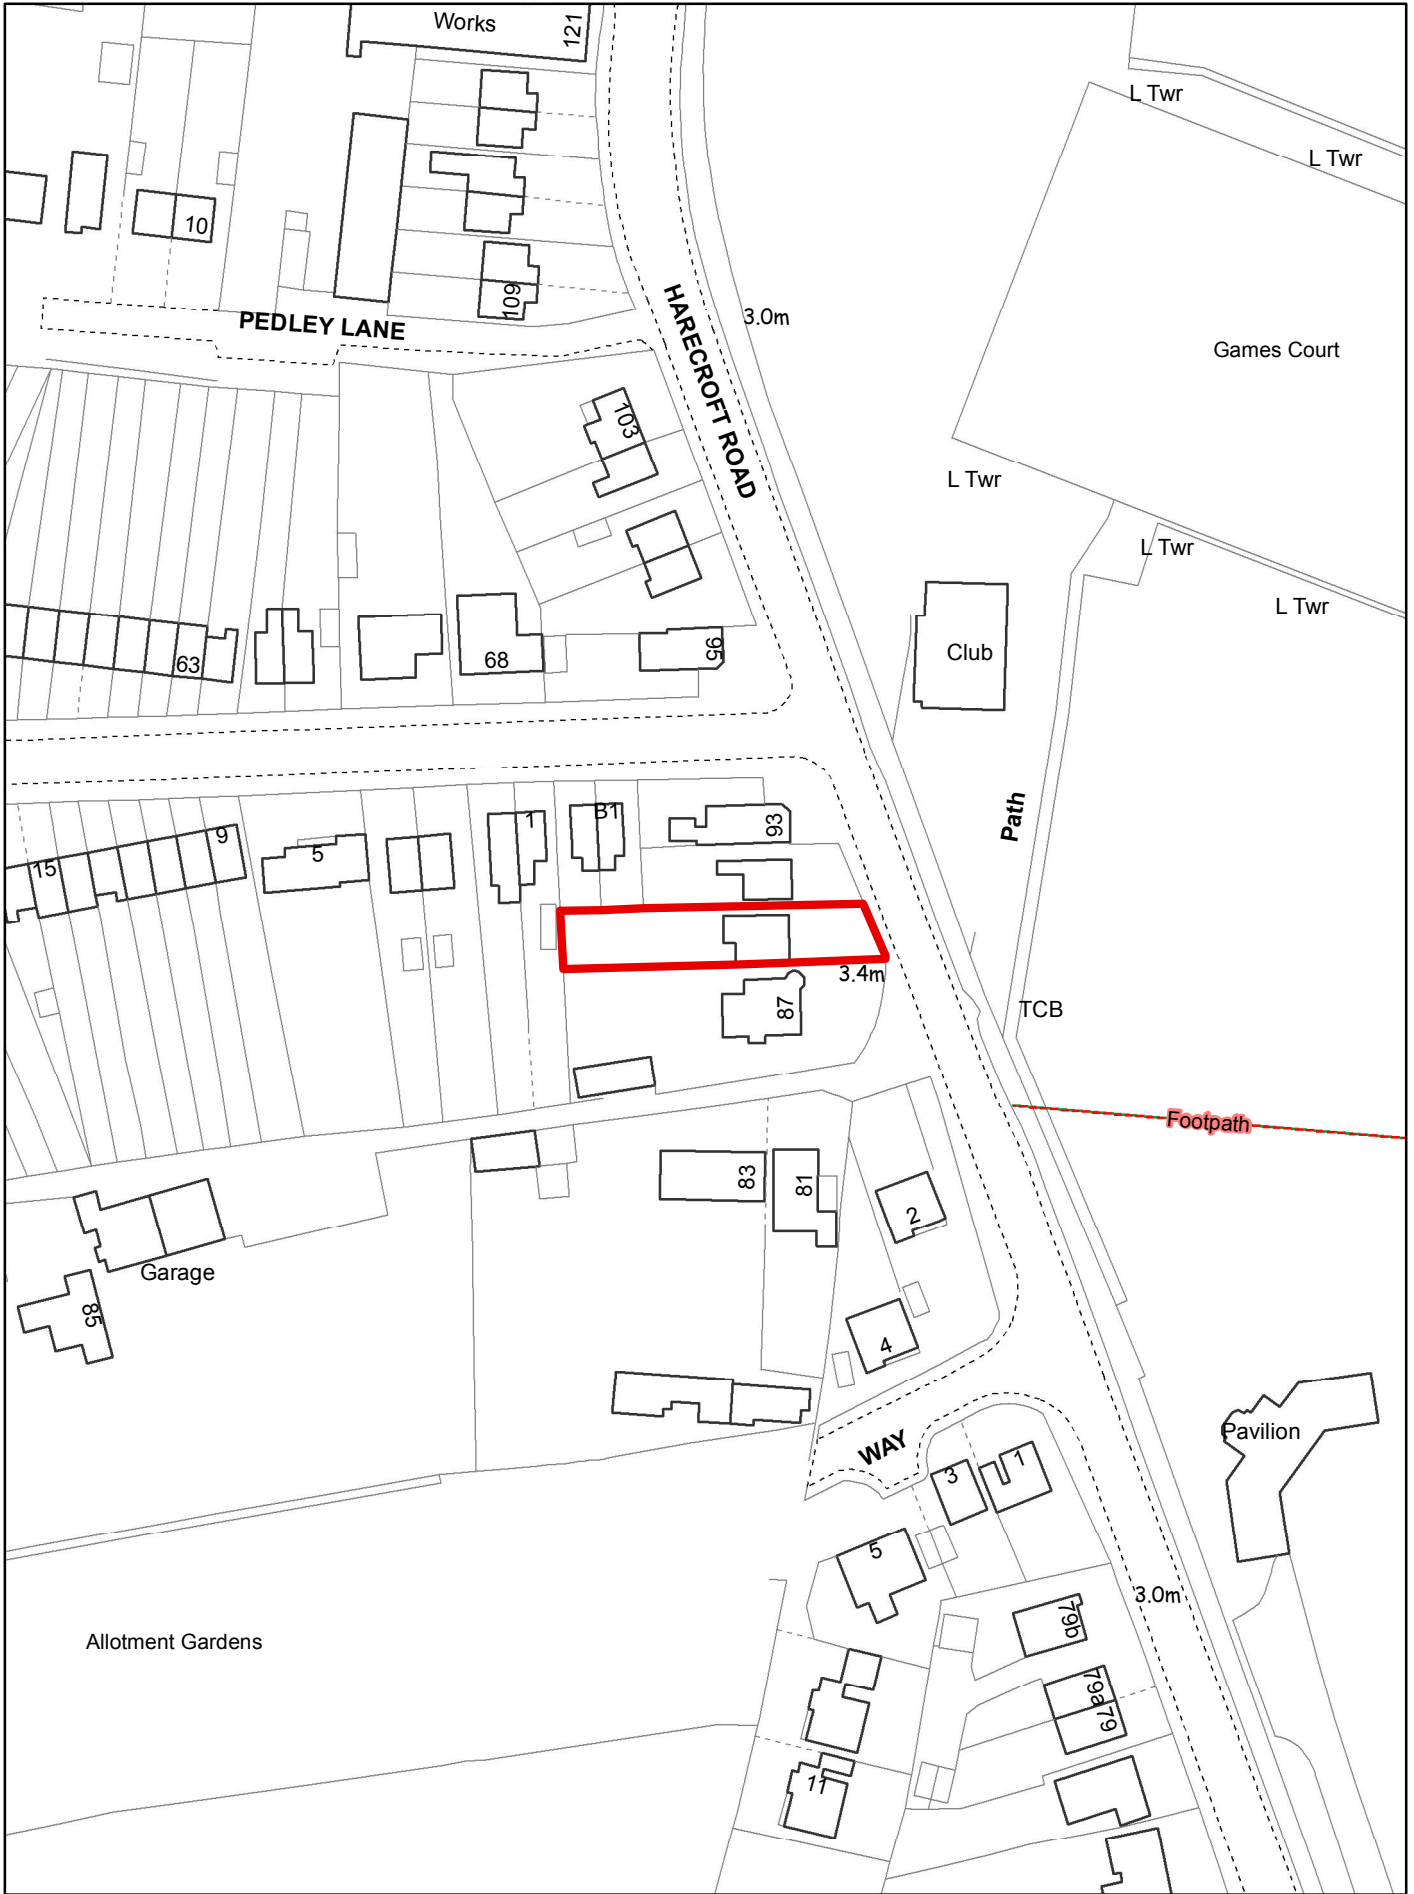 Works
121
L Twr
L Twr
10
109
PEDLEY LANE
HARECROFT ROAD
3.0m
Games Court
103
L Twr
L Twr
L Twr
63
68
95
Club
Path
15
9
5
1
B1
93
3.4m
87
TCB
Footpath
83
81
2
Garage
85
4
WAY
Pavilion
3
1
5
3.0m
79b
Allotment Gardens
79a
79
11